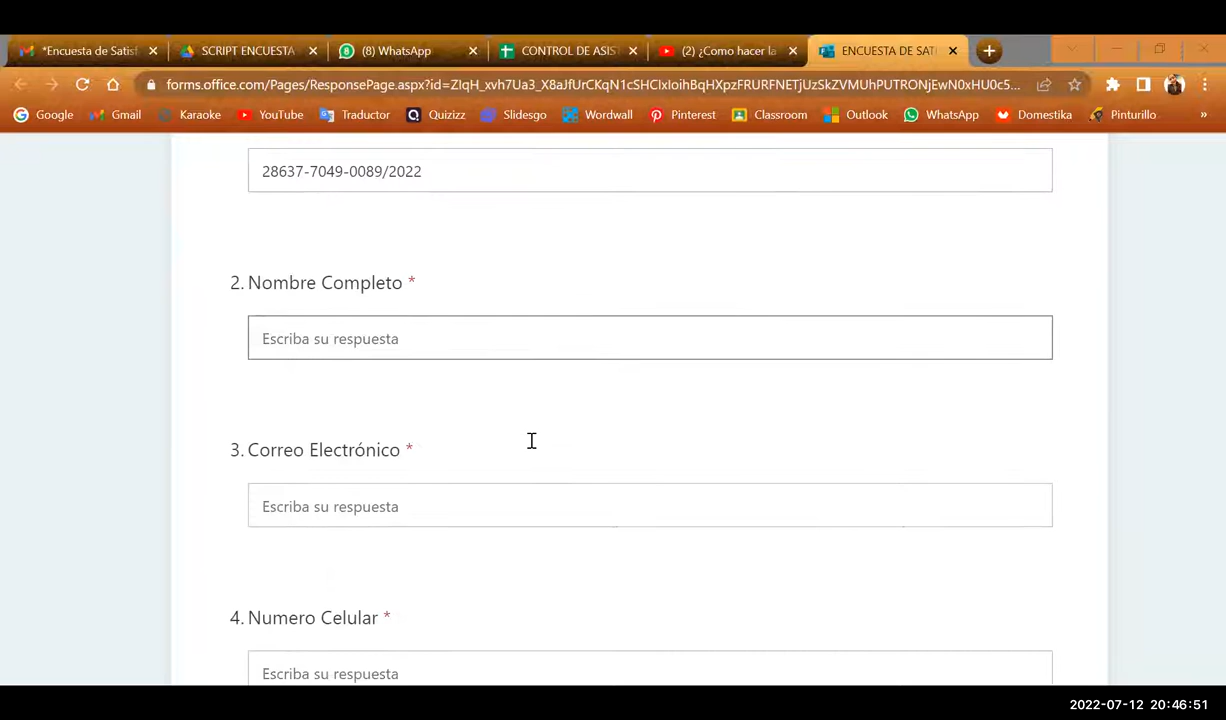 *Encuesta de Satis
SCRIPT ENCUESTA
(8) WhatsApp
CONTROL DE ASIS
(2) ¿Como hacer la
ENCUESTA DE SATI
forms.office.com/Pages/ResponsePage.aspx?id=ZIqH_xvh7Ua3_X8aJfUrCKqN1cSHCIxIoihBqHXpzFRURFNETjUzSkZVMUhPUTRONjEwN0xHU0c5...
Google
Gmail
Karaoke
YouTube
Traductor
Quizizz
Slidesgo
Wordwall
Pinterest
Classroom
Outlook
WhatsApp
Domestika
Pinturillo
»
28637-7049-0089/2022
2. Nombre Completo *
Escriba su respuesta
3. Correo Electrónico *
Escriba su respuesta
4. Numero Celular *
Escriba su respuesta
2022-07-12 20:46:51